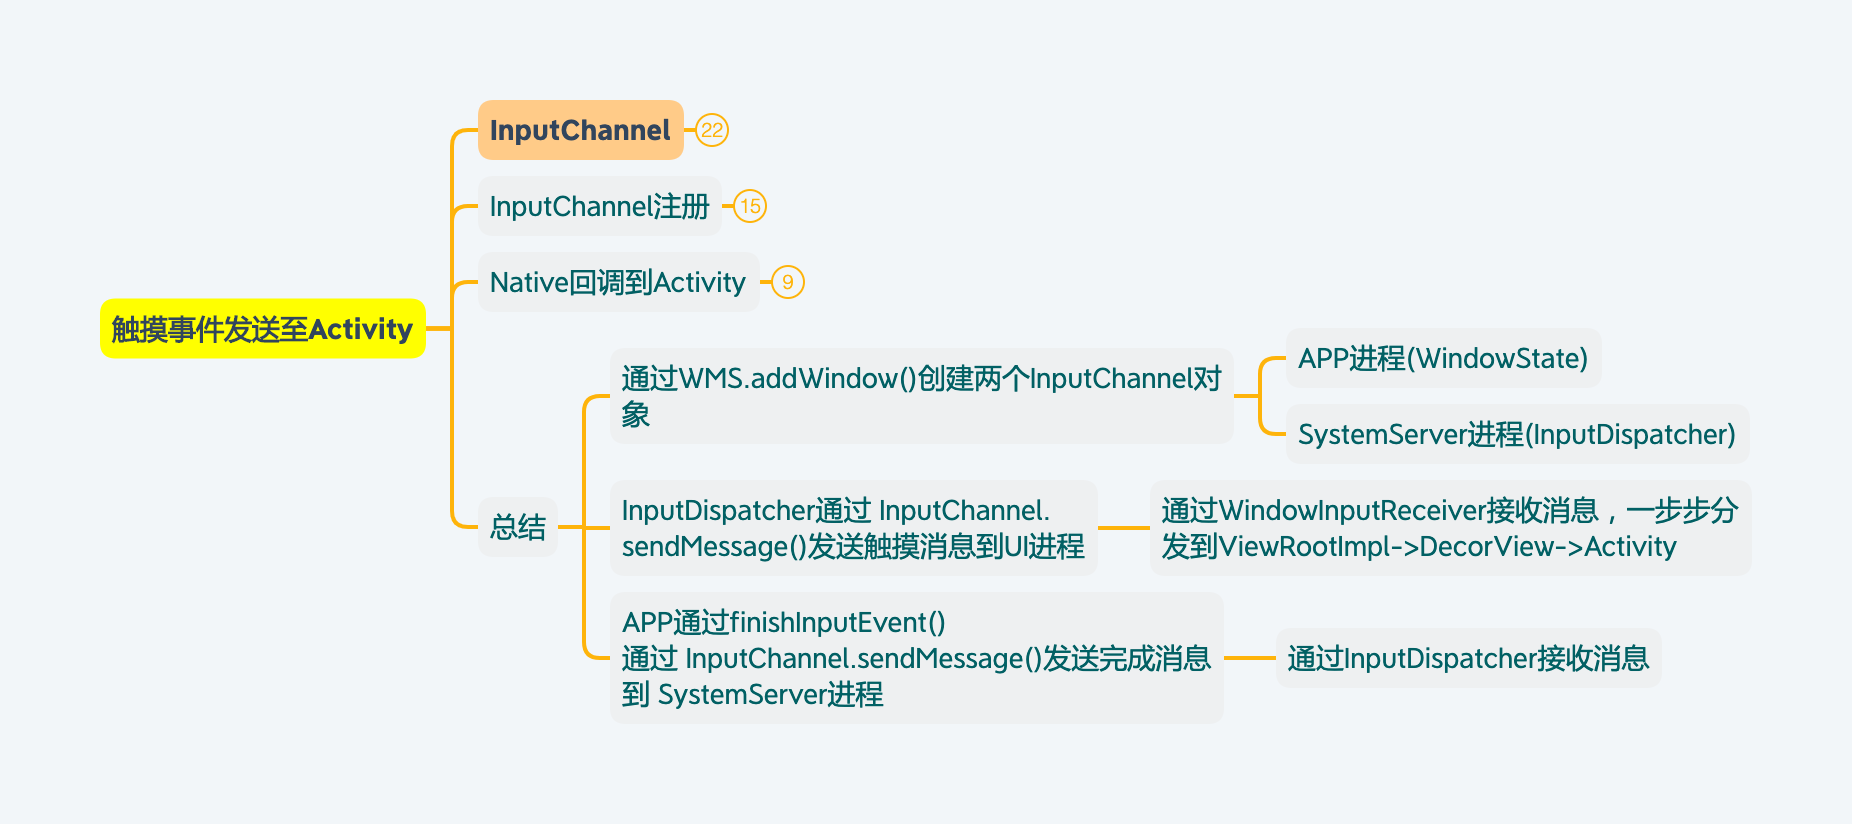 触摸事件发送至Activity
InputChannel
22
InputChannel注册
15
Native回调到Activity
9
总结
通过WMS.addWindow()创建两个InputChannel对
象
APP进程(WindowState)
SystemServer进程(InputDispatcher)
InputDispatcher通过 InputChannel.
sendMessage()发送触摸消息到UI进程
通过WindowInputReceiver接收消息，一步步分
发到ViewRootImpl->DecorView->Activity
APP通过finishInputEvent()
通过 InputChannel.sendMessage()发送完成消息
到 SystemServer进程
通过InputDispatcher接收消息